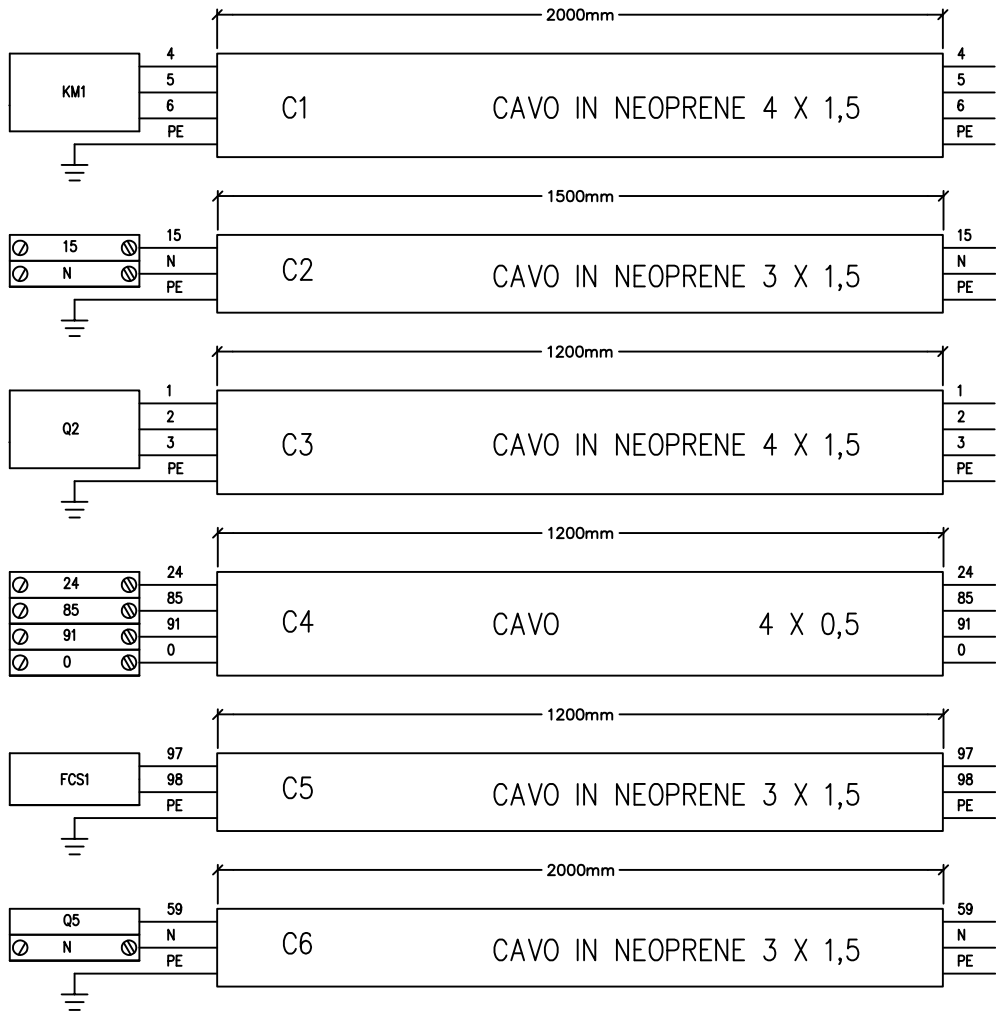 2000mm
4 4
KM1 5 5
C1 CAVO IN NEOPRENE 4 X 1,5
6 6
PE PE
1500mm
15 15 15
N N N
C2 CAVO IN NEOPRENE 3 X 1,5
PE PE
1200mm
1 1
2 2
Q2 C3 CAVO IN NEOPRENE 4 X 1,5
3 3
PE PE
1200mm
24 24 24
85 85 85
C4 CAVO 4 X 0,5
91 91 91
0 0 0
1200mm
97 97
FCS1 98 98
C5 CAVO IN NEOPRENE 3 X 1,5
PE PE
2000mm
Q5 59 59
N N N
C6 CAVO IN NEOPRENE 3 X 1,5
PE PE